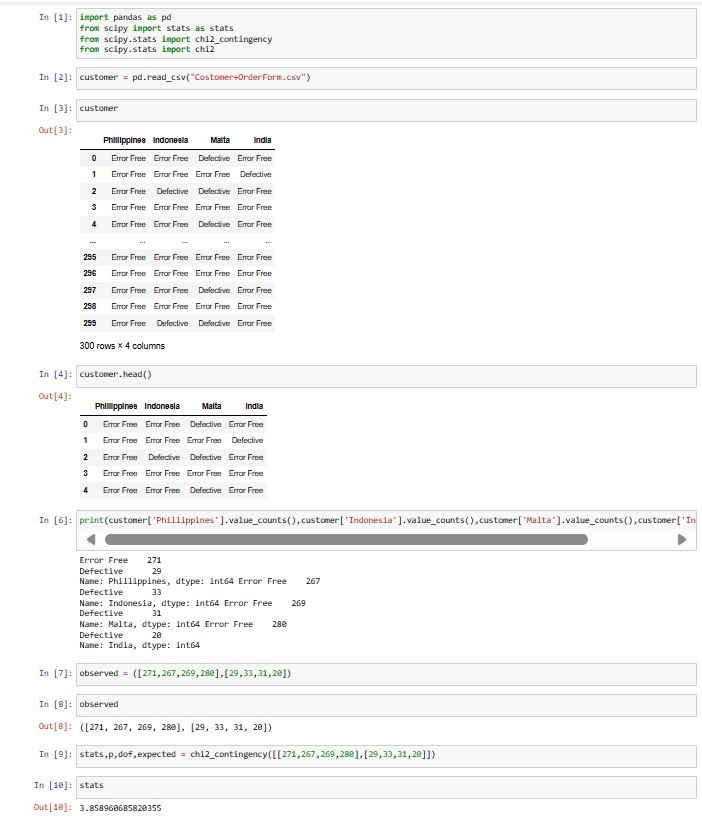 In [1]: import pandas as pd
from scipy import stats as stats
from scipy.stats import chi2_contingency
from scipy.stats import chi2
In [2]: customer = pd.read_csv("Costomer+OrderForm.csv")
In [3]: customer
Out[3]:
Phillippines Indonesia Malta India
0 Error Free Error Free Defective Error Free
1 Error Free Error Free Error Free Defective
2 Error Free Defective Defective Error Free
3 Error Free Error Free Error Free Error Free
4 Error Free Error Free Defective Error Free
... ... ... ... ...
295 Error Free Error Free Error Free Error Free
296 Error Free Error Free Error Free Error Free
297 Error Free Error Free Defective Error Free
298 Error Free Error Free Error Free Error Free
299 Error Free Defective Defective Error Free
300 rows × 4 columns
In [4]: customer.head()
Out[4]:
Phillippines Indonesia Malta India
0 Error Free Error Free Defective Error Free
1 Error Free Error Free Error Free Defective
2 Error Free Defective Defective Error Free
3 Error Free Error Free Error Free Error Free
4 Error Free Error Free Defective Error Free
In [6]: print(customer['Phillippines'].value_counts(),customer['Indonesia'].value_counts(),customer['Malta'].value_counts(),customer['In
Error Free 271
Defective 29
Name: Phillippines, dtype: int64 Error Free 267
Defective 33
Name: Indonesia, dtype: int64 Error Free 269
Defective 31
Name: Malta, dtype: int64 Error Free 280
Defective 20
Name: India, dtype: int64
In [7]: observed = ([271,267,269,280],[29,33,31,20])
In [8]: observed
Out[8]: ([271, 267, 269, 280], [29, 33, 31, 20])
In [9]: stats,p,dof,expected = chi2_contingency([[271,267,269,280],[29,33,31,20]])
In [10]: stats
Out[10]: 3.858960685820355